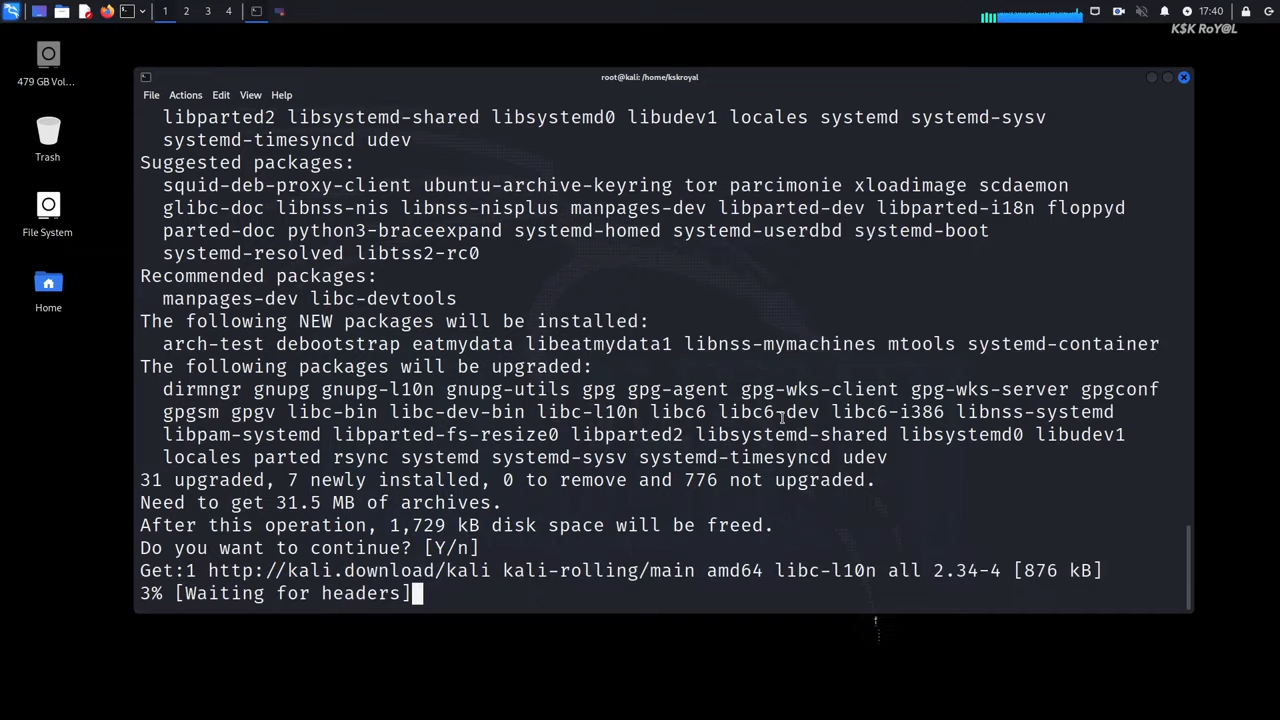 1 2 3 4
17:40
K$K RoY@L
479 GB Vol...
Trash
File System
Home
root@kali: /home/kskroyal
File Actions Edit View Help
libparted2 libsystemd-shared libsystemd0 libudev1 locales systemd systemd-sysv
systemd-timesyncd udev
Suggested packages:
squid-deb-proxy-client ubuntu-archive-keyring tor parcimonie xloadimage scdaemon
glibc-doc libnss-nis libnss-nisplus manpages-dev libparted-dev libparted-i18n floppyd
parted-doc python3-braceexpand systemd-homed systemd-userdbd systemd-boot
systemd-resolved libtss2-rc0
Recommended packages:
manpages-dev libc-devtools
The following NEW packages will be installed:
arch-test debootstrap eatmydata libeatmydata1 libnss-mymachines mtools systemd-container
The following packages will be upgraded:
dirmngr gnupg gnupg-l10n gnupg-utils gpg gpg-agent gpg-wks-client gpg-wks-server gpgconf
gpgsm gpgv libc-bin libc-dev-bin libc-l10n libc6 libc6-dev libc6-i386 libnss-systemd
libpam-systemd libparted-fs-resize0 libparted2 libsystemd-shared libsystemd0 libudev1
locales parted rsync systemd systemd-sysv systemd-timesyncd udev
31 upgraded, 7 newly installed, 0 to remove and 776 not upgraded.
Need to get 31.5 MB of archives.
After this operation, 1,729 kB disk space will be freed.
Do you want to continue? [Y/n]
Get:1 http://kali.download/kali kali-rolling/main amd64 libc-l10n all 2.34-4 [876 kB]
3% [Waiting for headers]